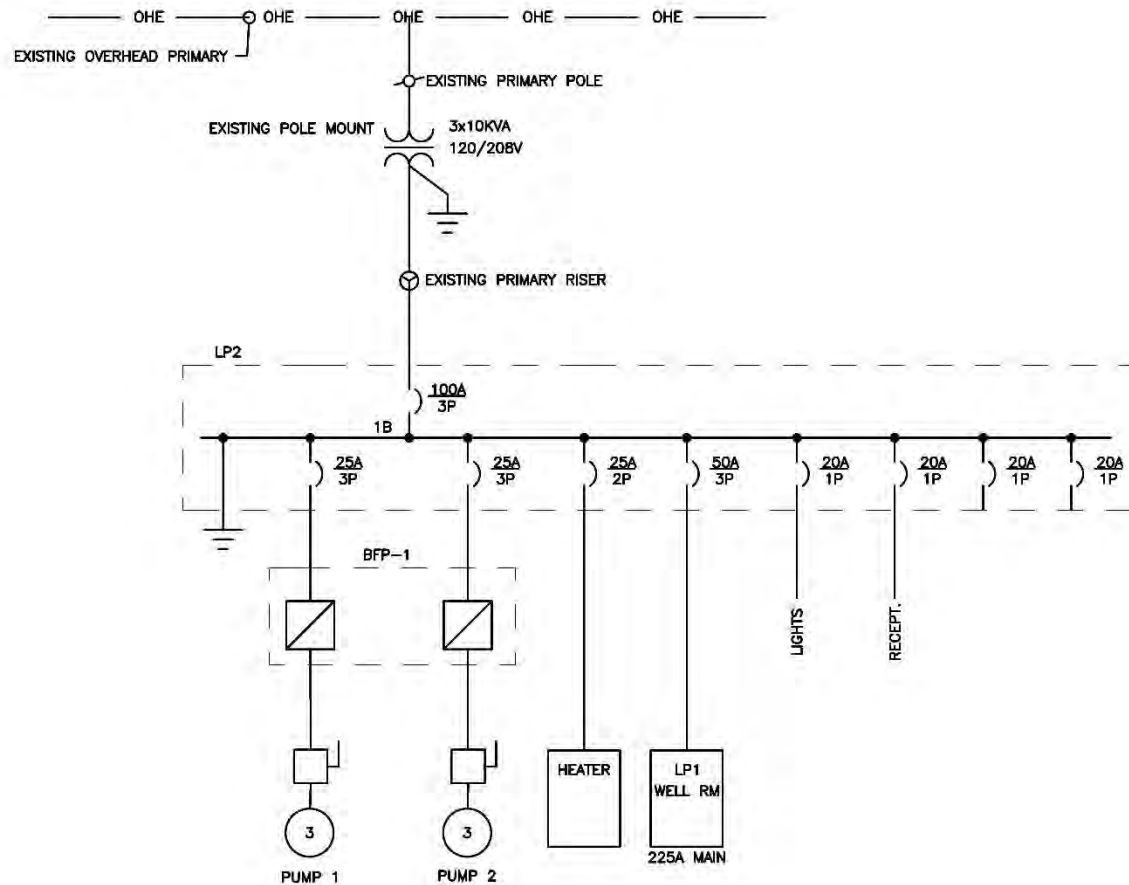 OHE OHE OHE OHE OHE
EXISTING OVERHEAD PRIMARY
EXISTING PRIMARY POLE
EXISTING POLE MOUNT
3x10KVA
120/208V
EXISTING PRIMARY RISER
LP2
100A
3P
1B
25A
3P
25A
3P
25A
2P
50A
3P
20A
1P
20A
1P
20A
1P
20A
1P
BFP-1
LIGHTS
RECEPT.
HEATER
LP1
WELL RM
3
3
225A MAIN
PUMP 1
PUMP 2